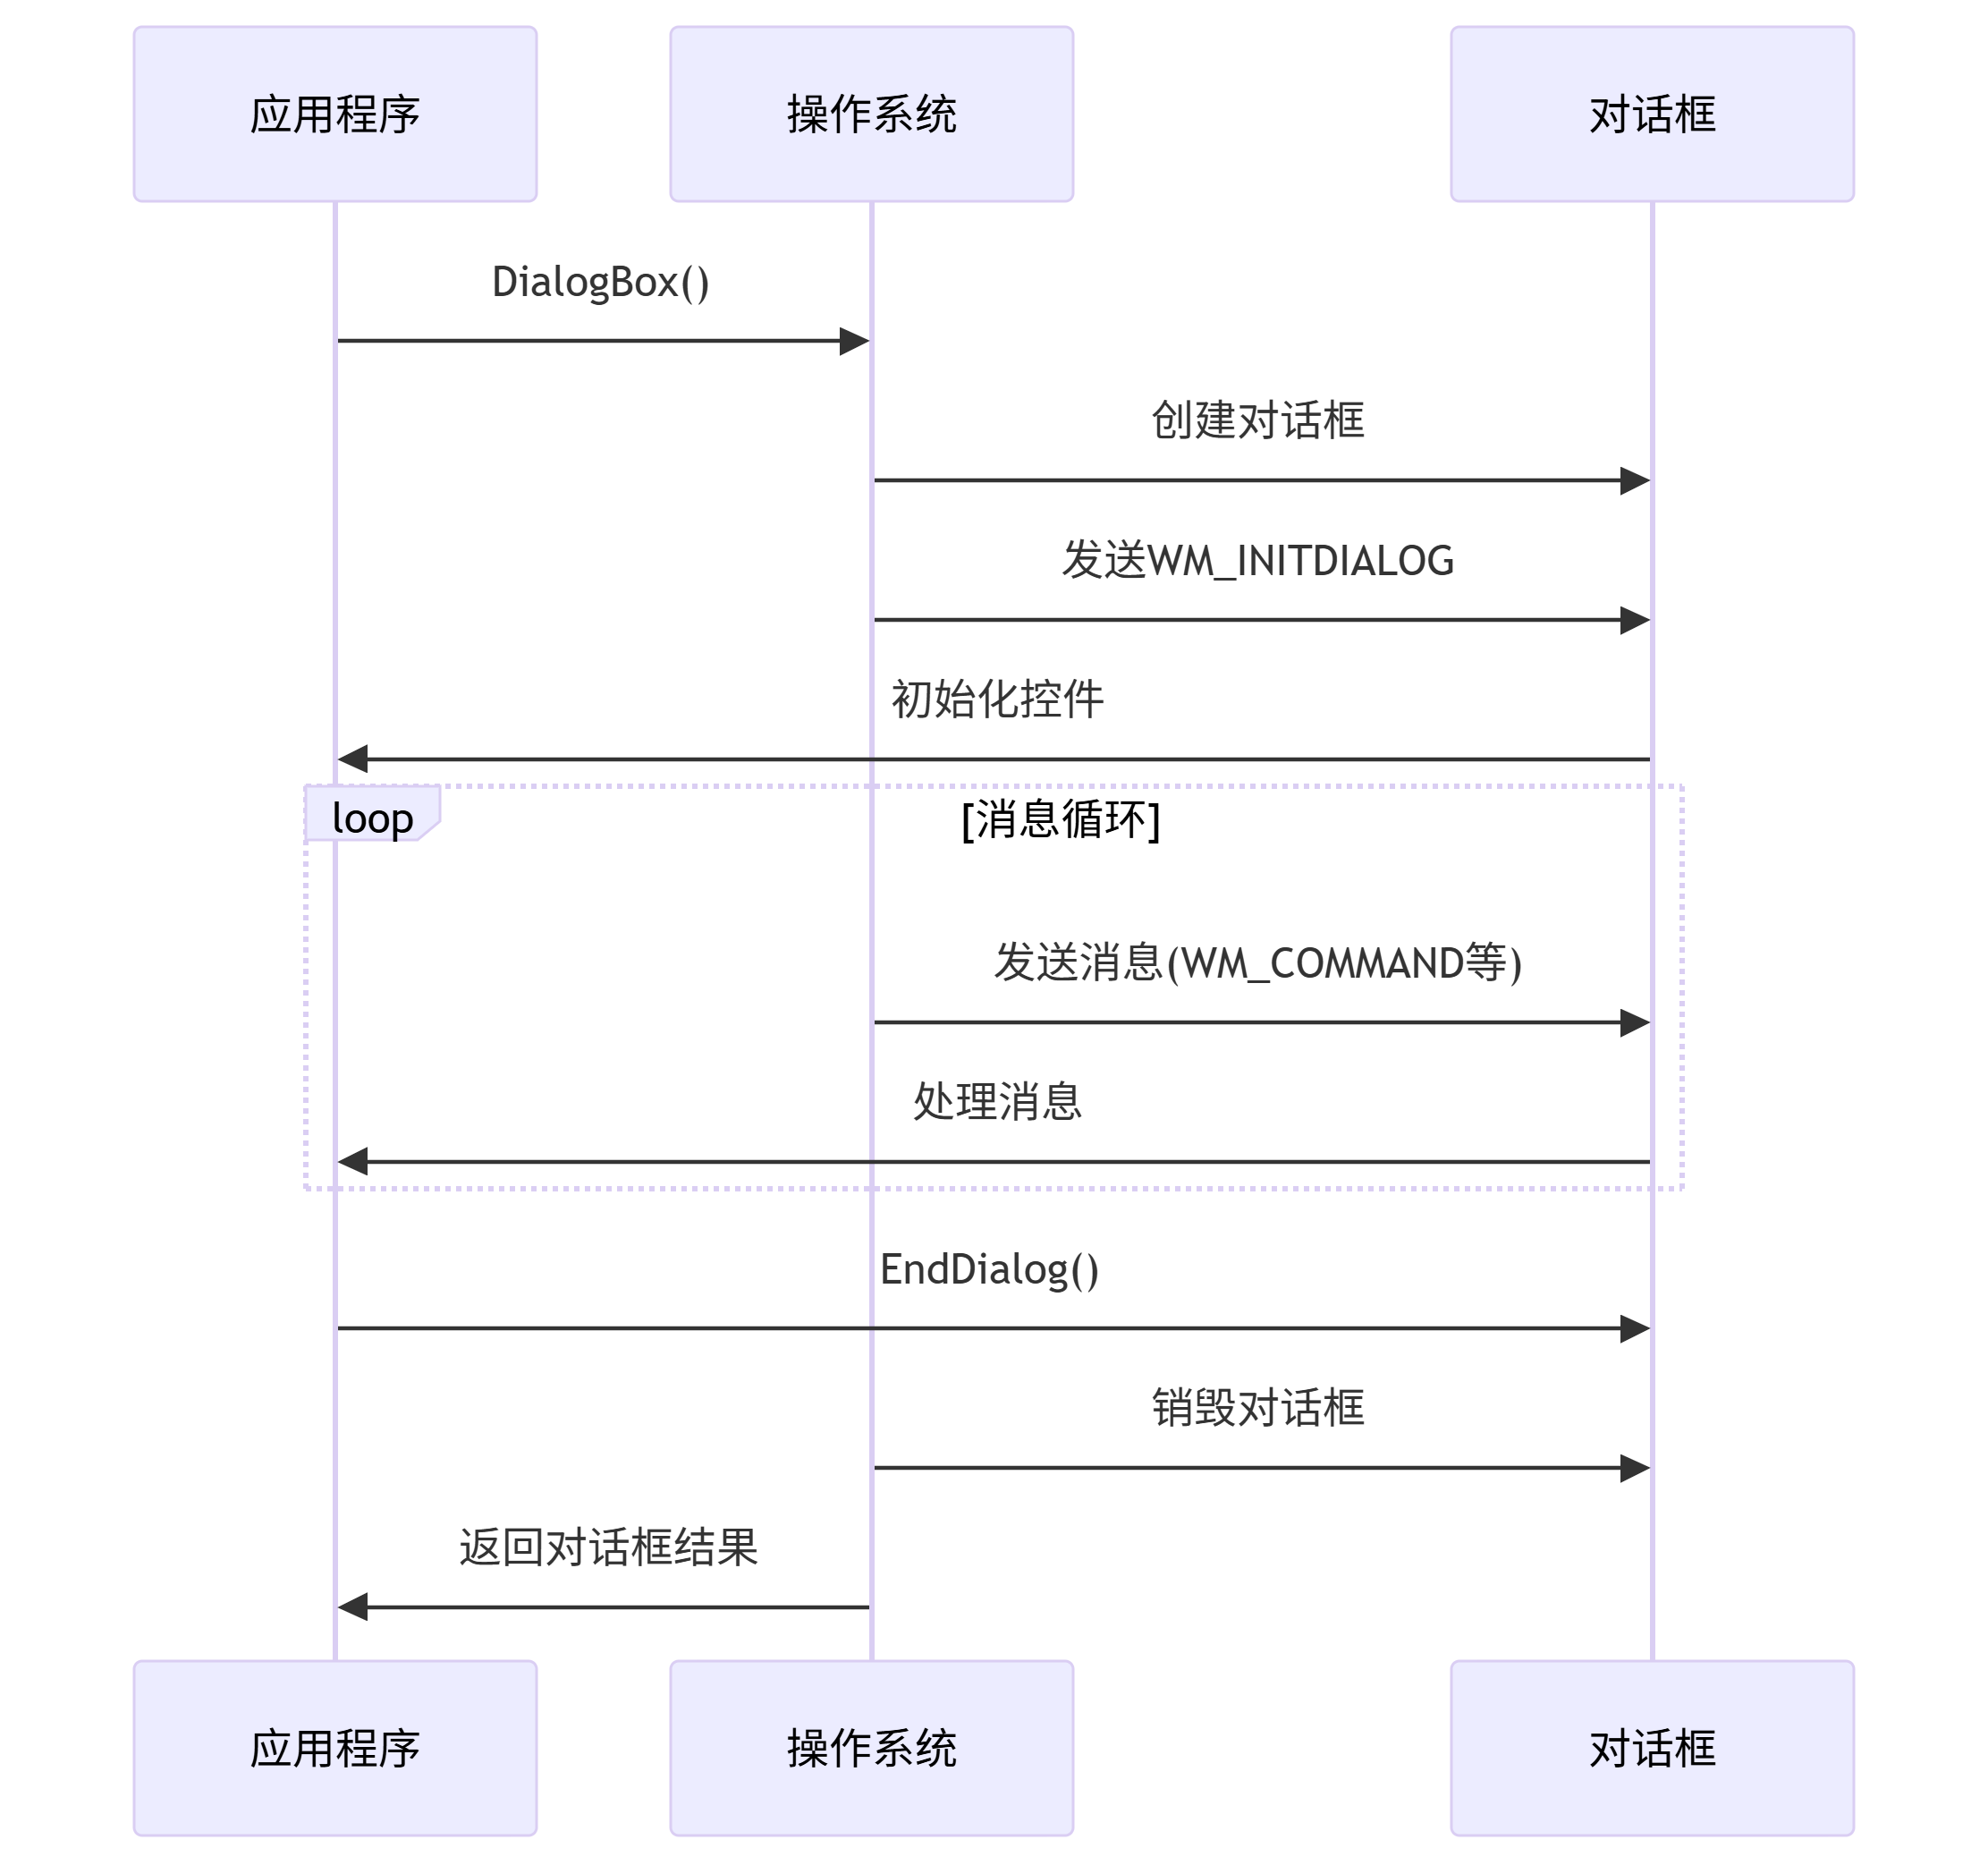 应用程序
操作系统
对话框
DialogBox()
创建对话框
发送WM_INITDIALOG
初始化控件
loop
[消息循环]
发送消息(WM_COMMAND等)
处理消息
EndDialog()
销毁对话框
返回对话框结果
应用程序
操作系统
对话框